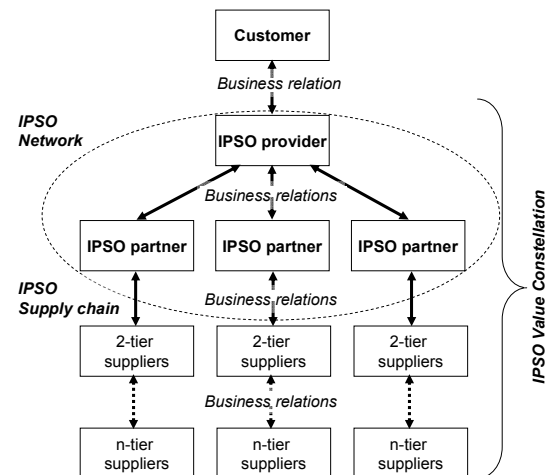 Customer
Business relation
IPSO
Network
IPSO provider
Business relations
IPSO partner IPSO partner IPSO partner
IPSO
Supply chain
Business relations
2-tier 2-tier 2-tier
suppliers suppliers suppliers
Business relations
n-tier n-tier n-tier
suppliers suppliers suppliers
IPSO Value Constellation